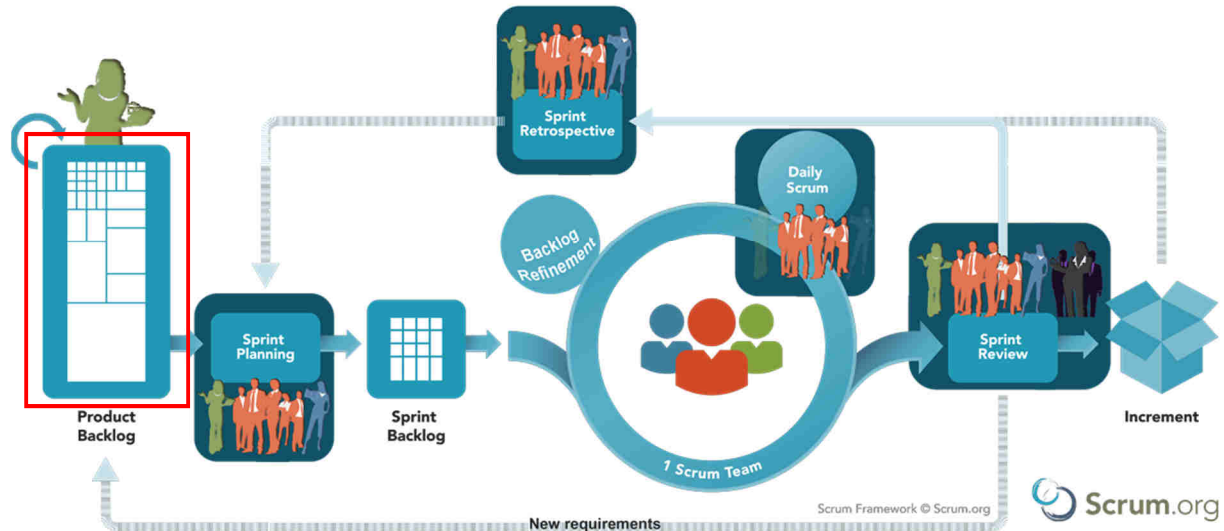 Sprint
Retrospective
Daily
Scrum
Backlog
Refinement
Sprint
Planning
Sprint
Review
Product
Backlog
Sprint
Backlog
Increment
1 Scrum Team
Scrum Framework © Scrum.org
Scrum.org
New requirements